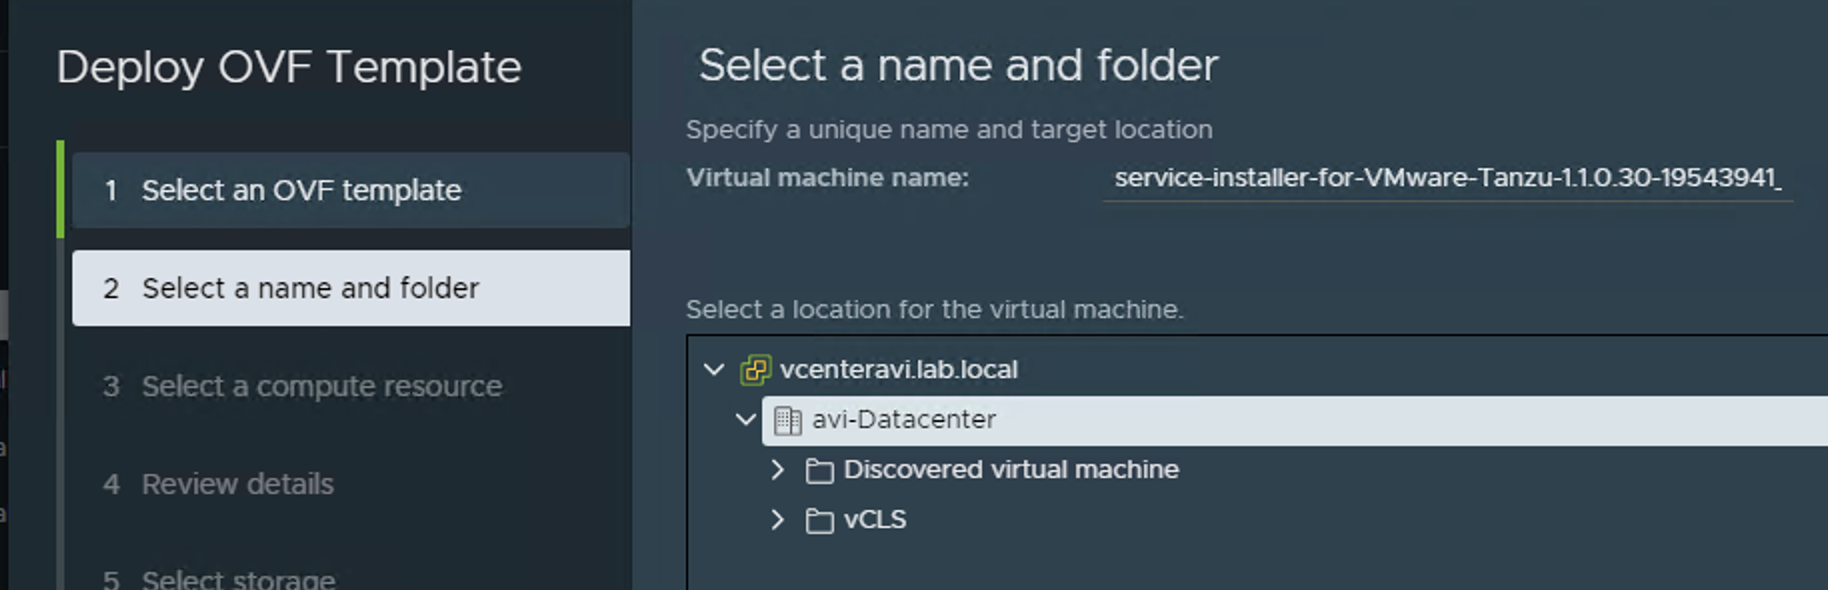 Deploy OVF Template
1 Select an OVF template
2 Select a name and folder
3 Select a compute resource
4 Review details
5 Select storage
Select a name and folder
Specify a unique name and target location
Virtual machine name: service-installer-for-VMware-Tanzu-1.1.0.30-19543941_
Select a location for the virtual machine.
vcenteravi.lab.local
avi-Datacenter
Discovered virtual machine
vCLS